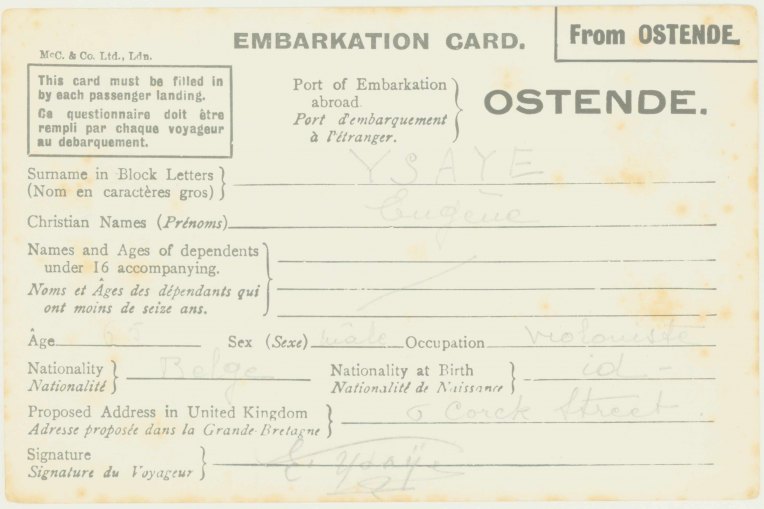 EMBARKATION CARD.
From OSTENDE.
McC. & Co. Ltd., Ldn.
This card must be filled in
by each passenger landing.
Ce questionnaire doit être
rempli par chaque voyageur
au debarquement.
Port of Embarkation
abroad.
Port d'embarquement
à l'étranger.
OSTENDE.
Surname in Block Letters
(Nom en caractères gros)
YSAYE
Christian Names (Prénoms)
Eugène
Names and Ages of dependents
under 16 accompanying.
Noms et Âges des dépendants qui
ont moins de seize ans.
Âge Sex (Sexe) mâle Occupation violoniste
Nationality
Nationalité
Belge
Nationality at Birth
Nationalité de Naissance
id -
Proposed Address in United Kingdom
Adresse proposée dans la Grande-Bretagne
Corck Street.
Signature
Signature du Voyageur
E. Ysaÿe